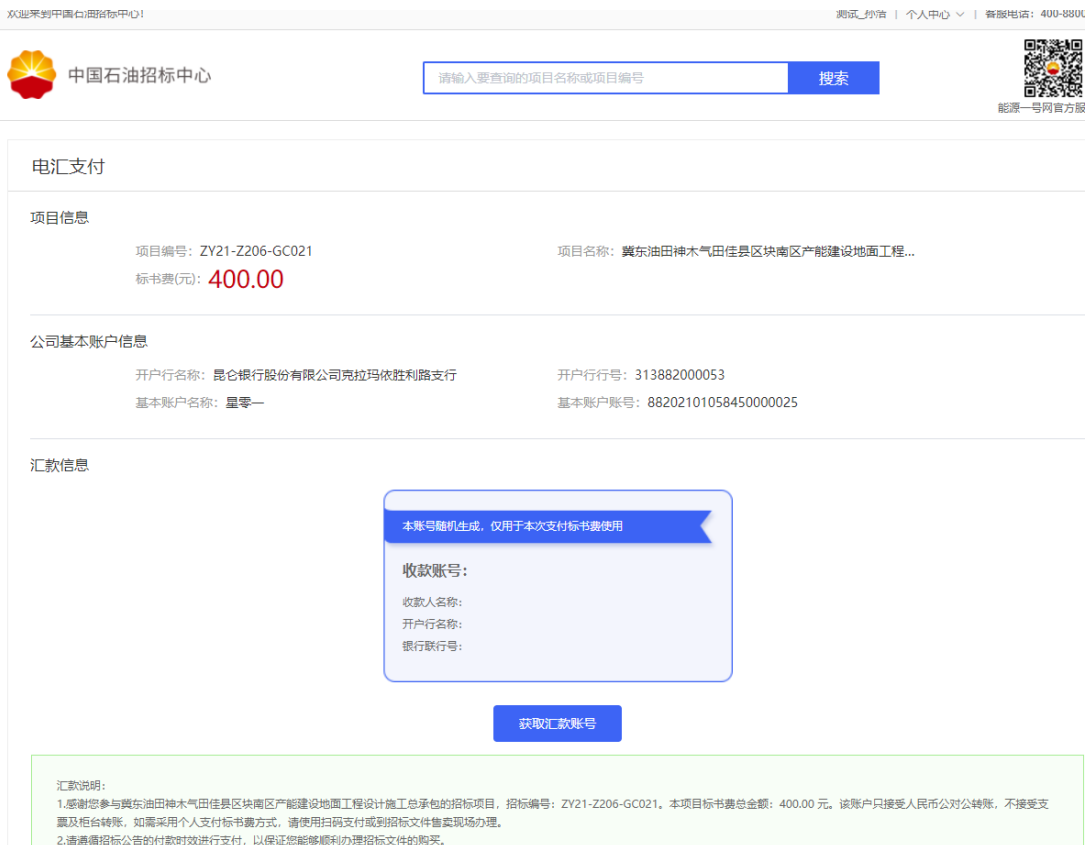 欢迎来到中国石油招标中心！
测试_孙浩 | 个人中心 | 客服电话：400-8800
中国石油招标中心
请输入要查询的项目名称或项目编号 搜索
能源一号网官方服
电汇支付
项目信息
项目编号：ZY21-Z206-GC021 项目名称：冀东油田神木气田佳县区块南区产能建设地面工程...
标书费(元)：400.00
公司基本账户信息
开户行名称：昆仑银行股份有限公司克拉玛依胜利路支行 开户行行号：313882000053
基本账户名称：星零一 基本账户账号：88202101058450000025
汇款信息
本账号随机生成，仅用于本次支付标书费使用
收款账号：
收款人名称：
开户行名称：
银行联行号：
获取汇款账号
汇款说明：
1.感谢您参与冀东油田神木气田佳县区块南区产能建设地面工程设计施工总承包的招标项目，招标编号：ZY21-Z206-GC021。本项目标书费总金额：400.00 元。该账户只接受人民币公对公转账，不接受支
票及柜台转账，如需采用个人支付标书费方式，请使用扫码支付或到招标文件售卖现场办理。
2.请遵循招标公告的付款时效进行支付，以保证您能够顺利办理招标文件的购买。